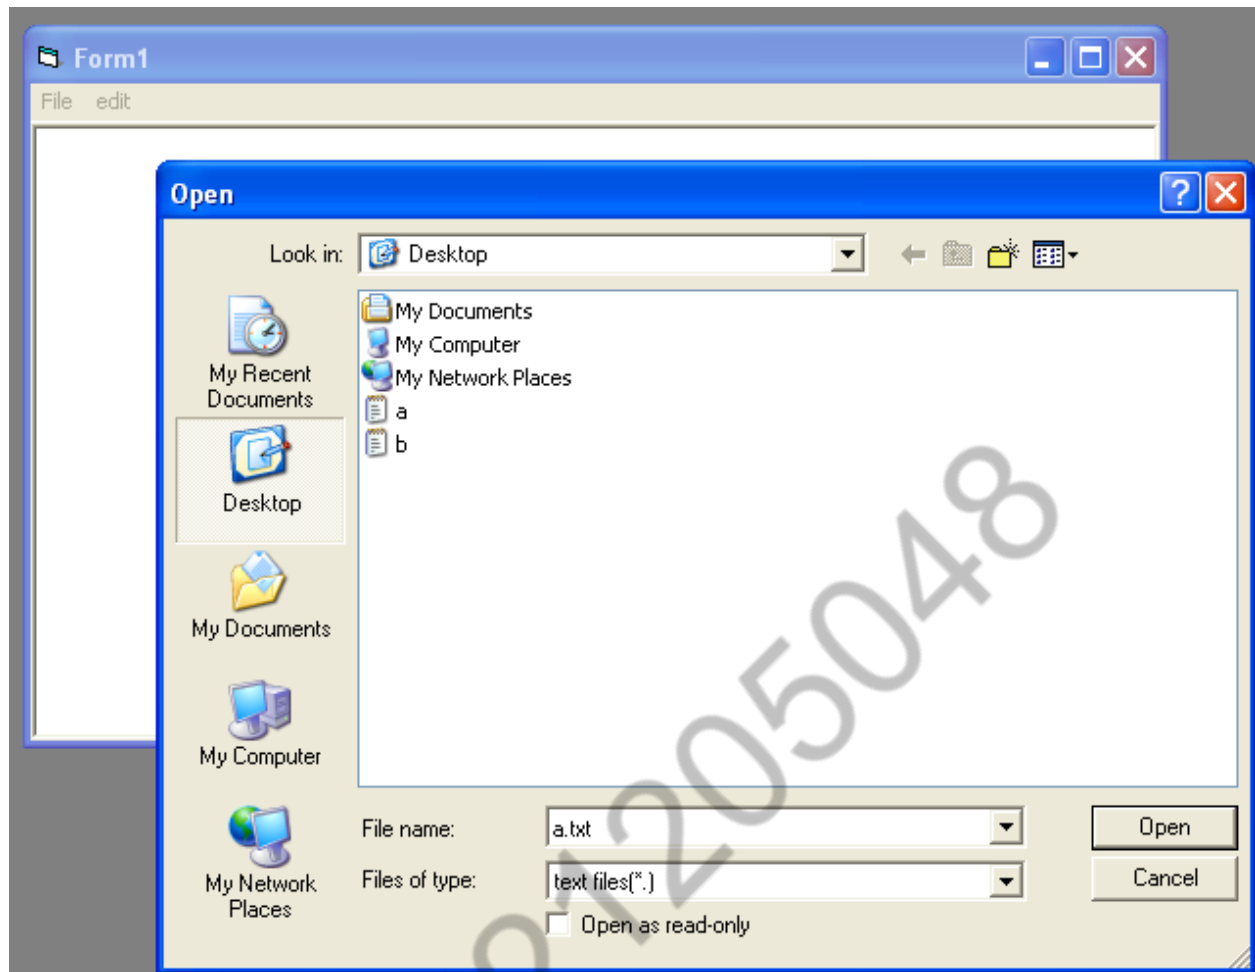 Form1
File edit
Open
Look in: Desktop
My Documents
My Computer
My Network Places
a
b
My Recent
Documents
Desktop
My Documents
My Computer
My Network
Places
File name: a.txt Open
Files of type: text files(*.) Cancel
Open as read-only
21205048